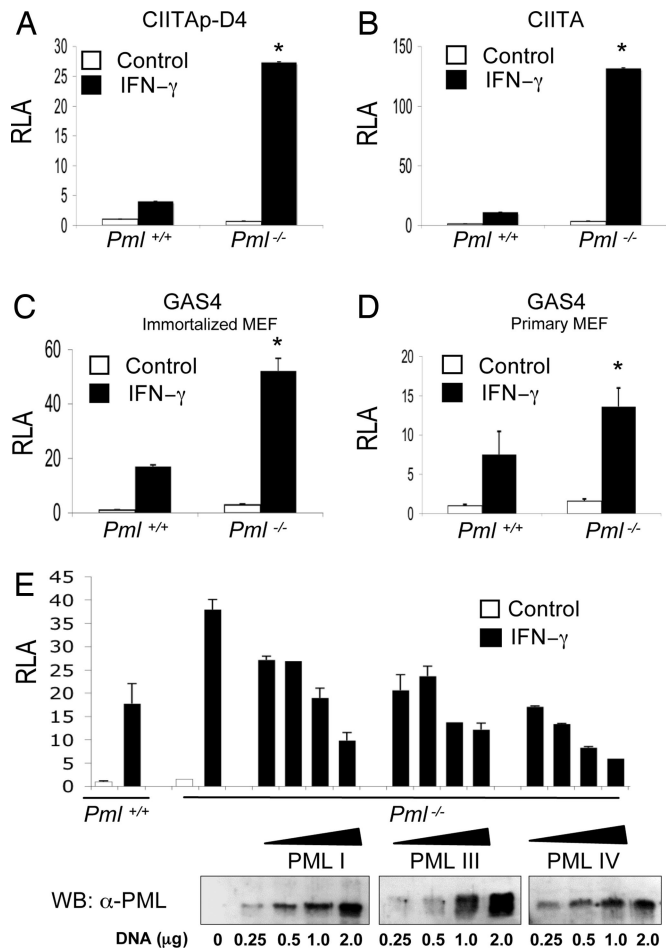 A
CIITAp-D4
30
25
20
15
10
5
0
RLA
Control
IFN-γ
*
Pml +/+
Pml -/-
B
CIITA
150
100
50
0
RLA
Control
IFN-γ
*
Pml +/+
Pml -/-
C
GAS4
Immortalized MEF
60
40
20
0
RLA
Control
IFN-γ
*
Pml +/+
Pml -/-
D
GAS4
Primary MEF
20
15
10
5
0
RLA
Control
IFN-γ
*
Pml +/+
Pml -/-
E
45
40
35
30
25
20
15
10
5
0
RLA
Control
IFN-γ
Pml +/+
Pml -/-
PML I PML III PML IV
WB: α-PML
DNA (μg) 0 0.25 0.5 1.0 2.0 0.25 0.5 1.0 2.0 0.25 0.5 1.0 2.0